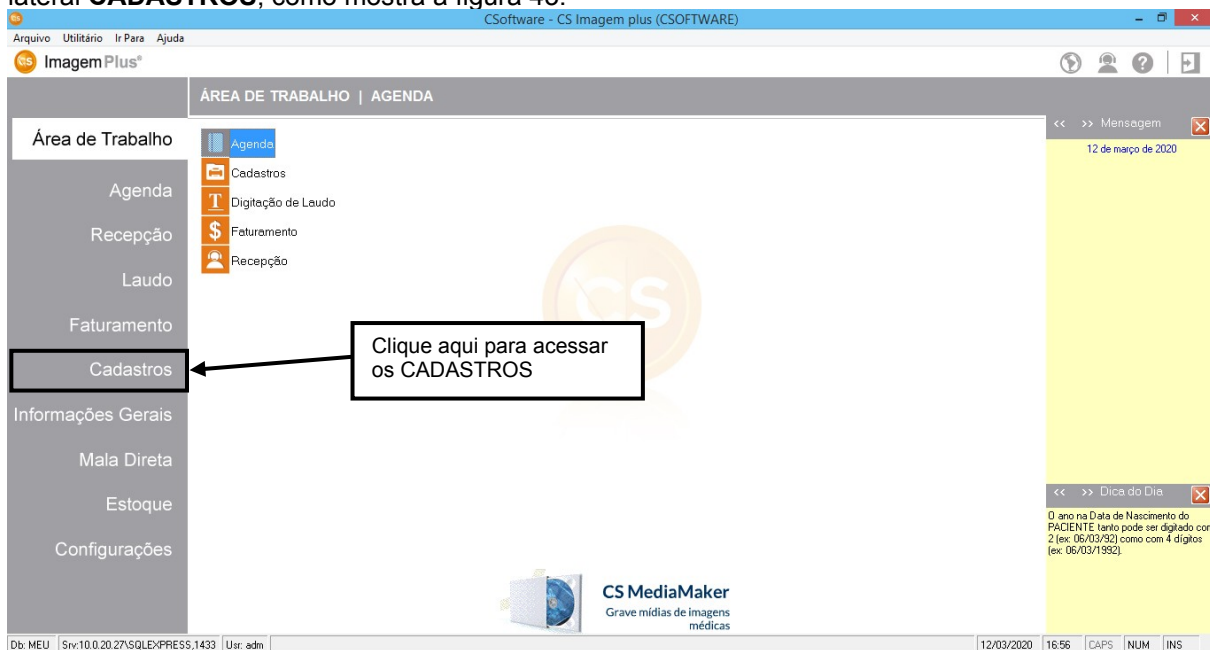 lateral CADASTROS, como mostra a figura 48.
CSoftware - CS Imagem plus (CSOFTWARE)
Arquivo Utilitário Ir Para Ajuda
CS Imagem Plus®
ÁREA DE TRABALHO | AGENDA
Área de Trabalho
Agenda
Recepção
Laudo
Faturamento
Cadastros
Informações Gerais
Mala Direta
Estoque
Configurações
Agenda
Cadastros
T Digitação de Laudo
$ Faturamento
Recepção
CS
Clique aqui para acessar
os CADASTROS
<< >> Mensagem
12 de março de 2020
<< >> Dica do Dia
O ano na Data de Nascimento do
PACIENTE tanto pode ser digitado cor
2 (ex: 06/03/92) como com 4 dígitos
(ex: 06/03/1992).
CS MediaMaker
Grave mídias de imagens
médicas
Db: MEU Srv:10.0.20.27\SQLEXPRESS,1433 Usr: adm 12/03/2020 16:56 CAPS NUM INS